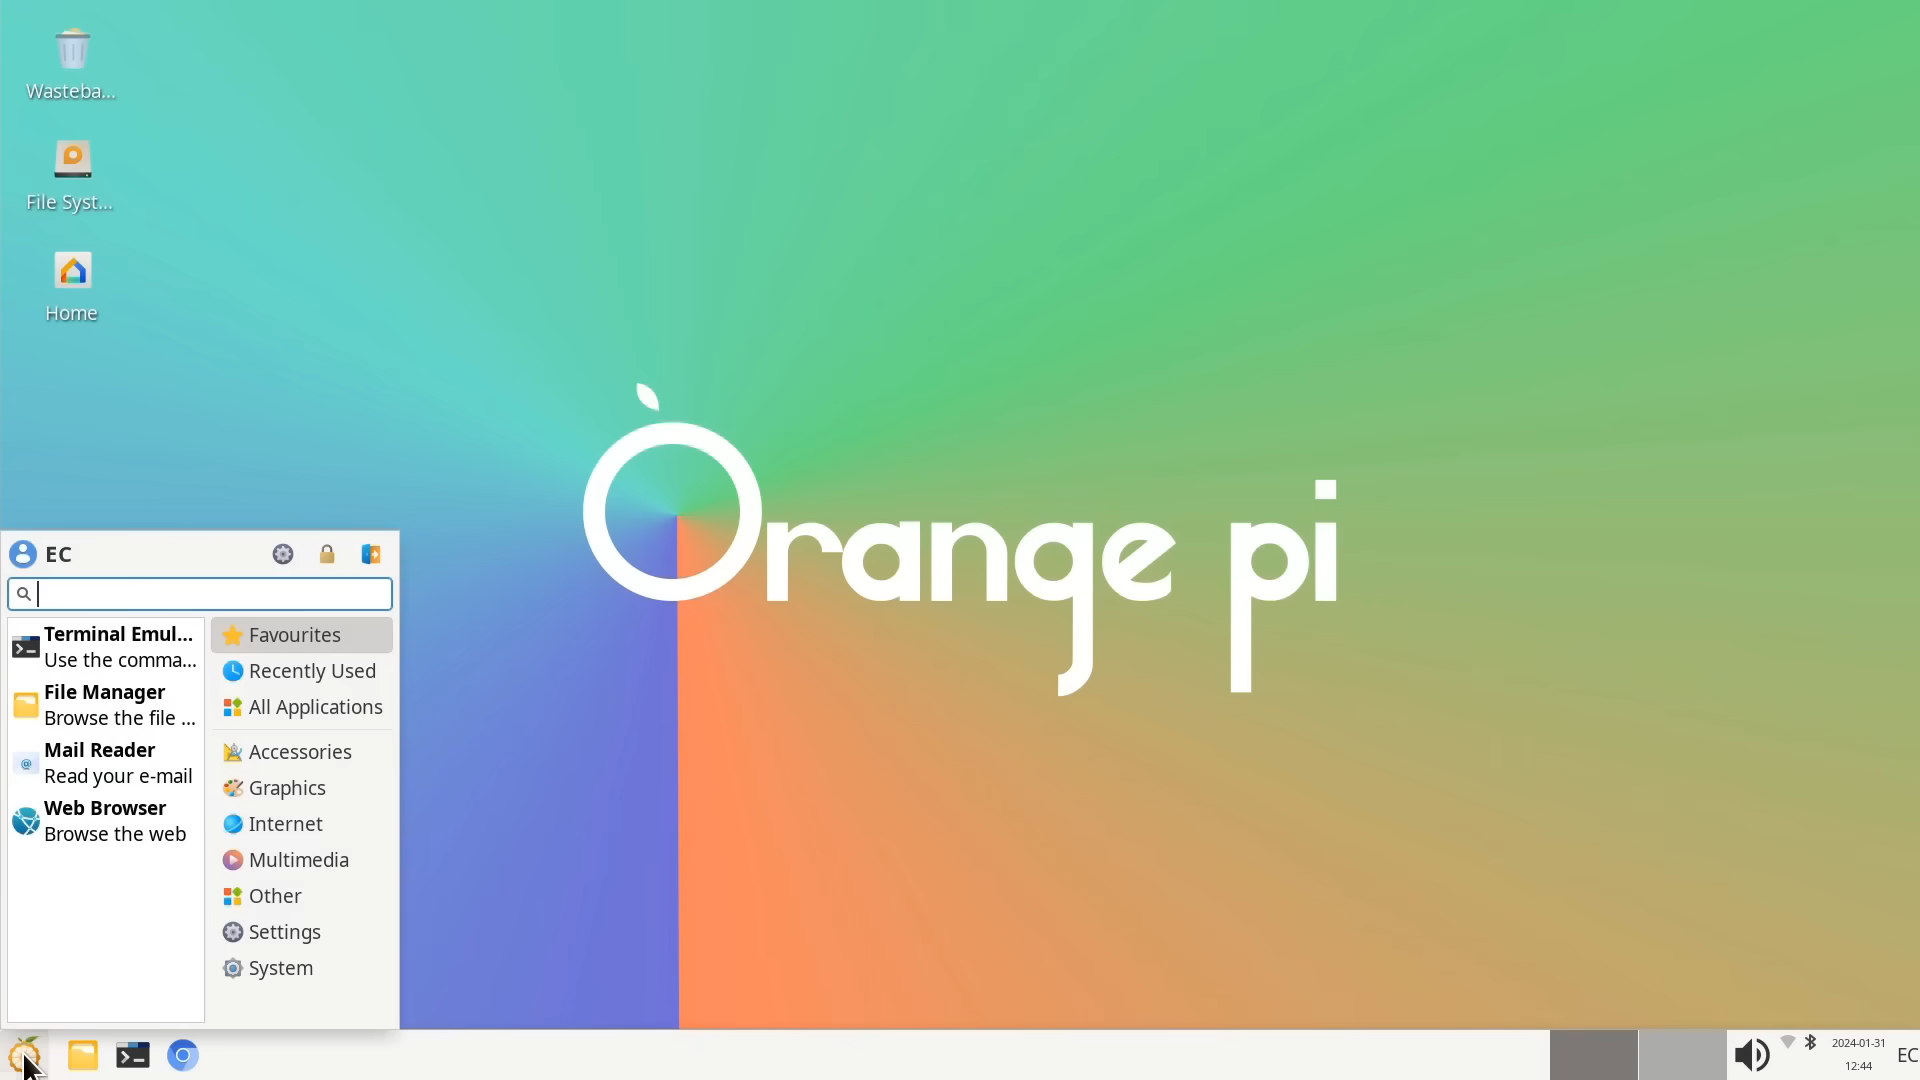 Wasteba...
File Syst...
Home
Orange pi
EC
Terminal Emul...
Use the comma...
File Manager
Browse the file ...
Mail Reader
Read your e-mail
Web Browser
Browse the web
Favourites
Recently Used
All Applications
Accessories
Graphics
Internet
Multimedia
Other
Settings
System
2024-01-31
12:44
EC